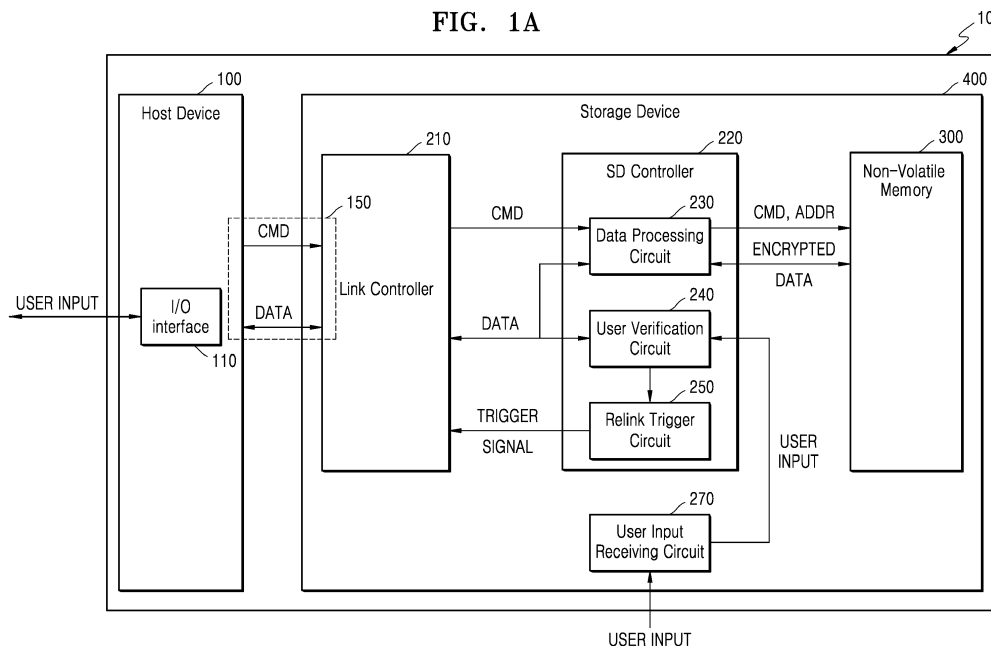 FIG. 1A
10
100
Host Device
400
Storage Device
210
220
SD Controller
300
Non-Volatile
Memory
150
CMD
CMD
230
Data Processing
Circuit
CMD, ADDR
ENCRYPTED
DATA
USER INPUT
I/O
interface
110
DATA
Link Controller
DATA
240
User Verification
Circuit
250
Relink Trigger
Circuit
TRIGGER
SIGNAL
USER
INPUT
270
User Input
Receiving Circuit
USER INPUT